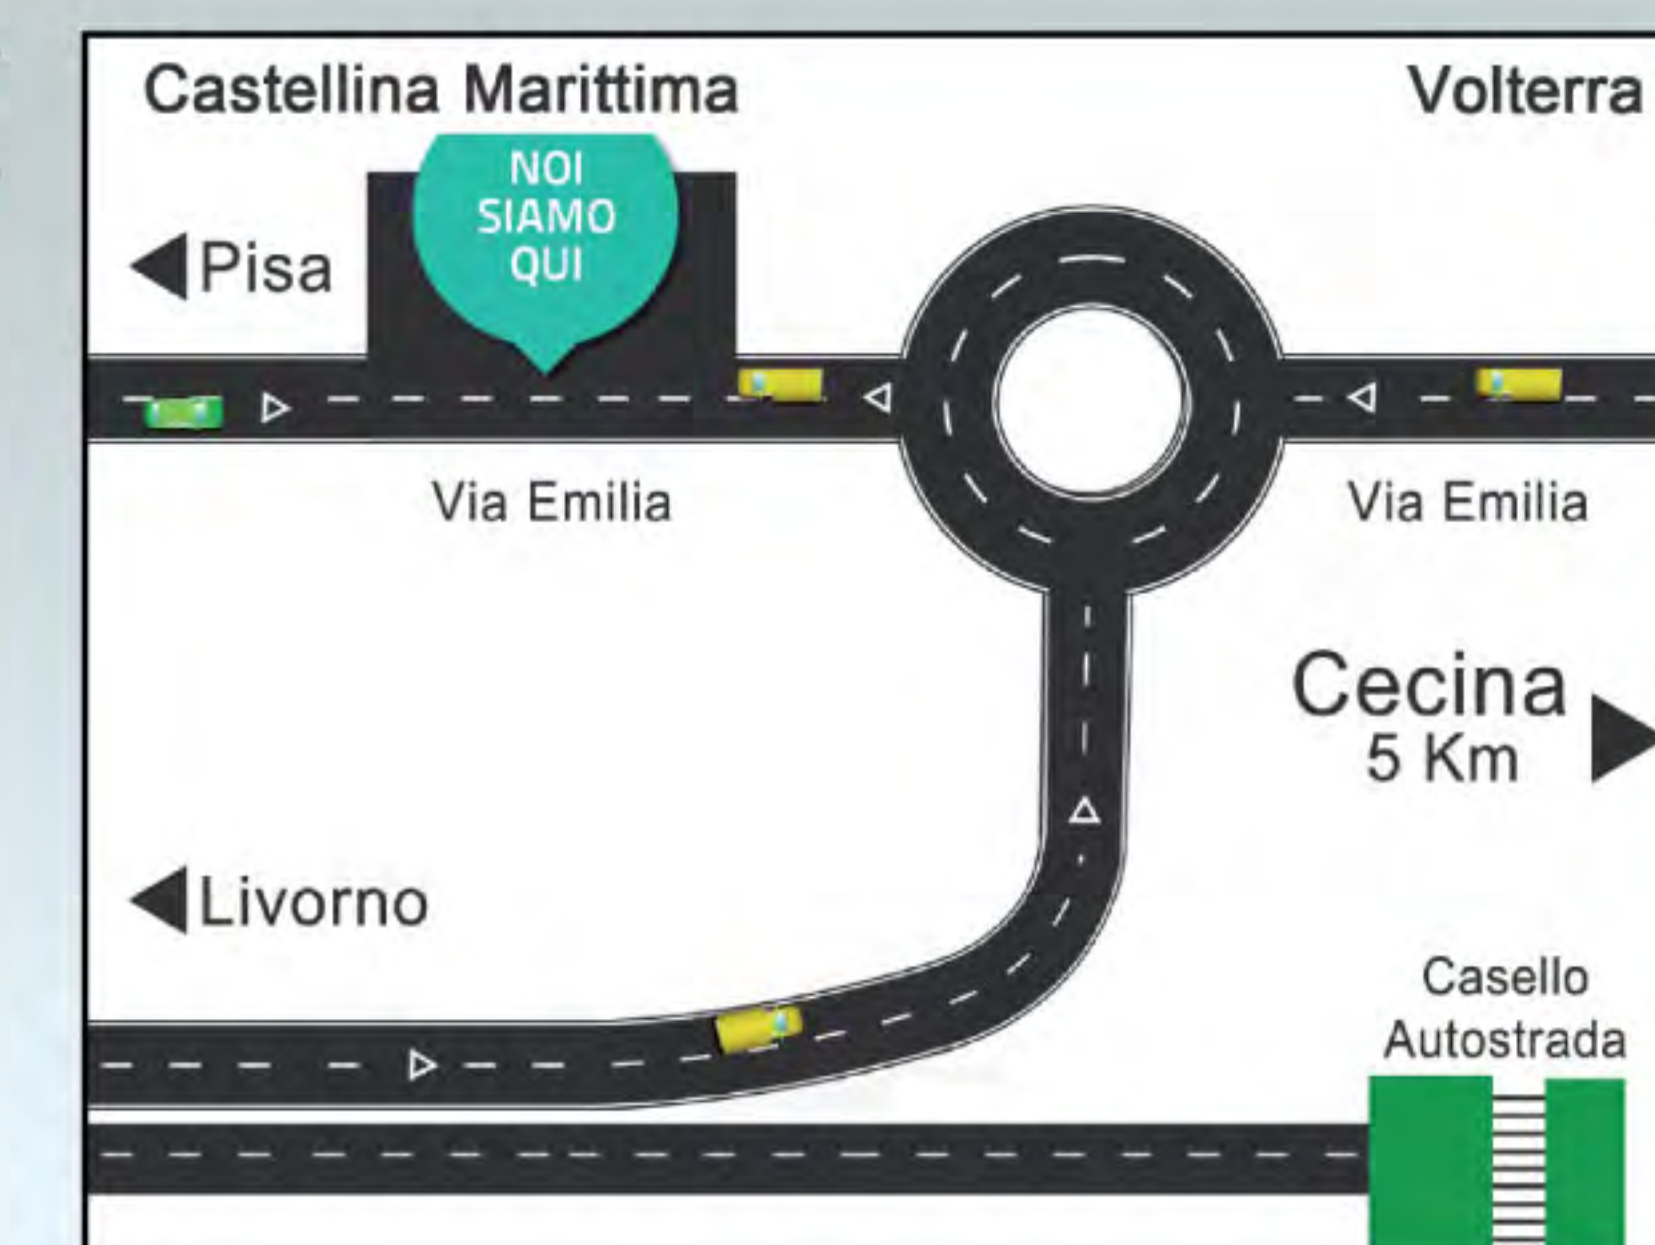 Castellina Marittima
Volterra
NOI
SIAMO
QUI
Pisa
Via Emilia
Via Emilia
Cecina
5 Km
Livorno
Casello
Autostrada